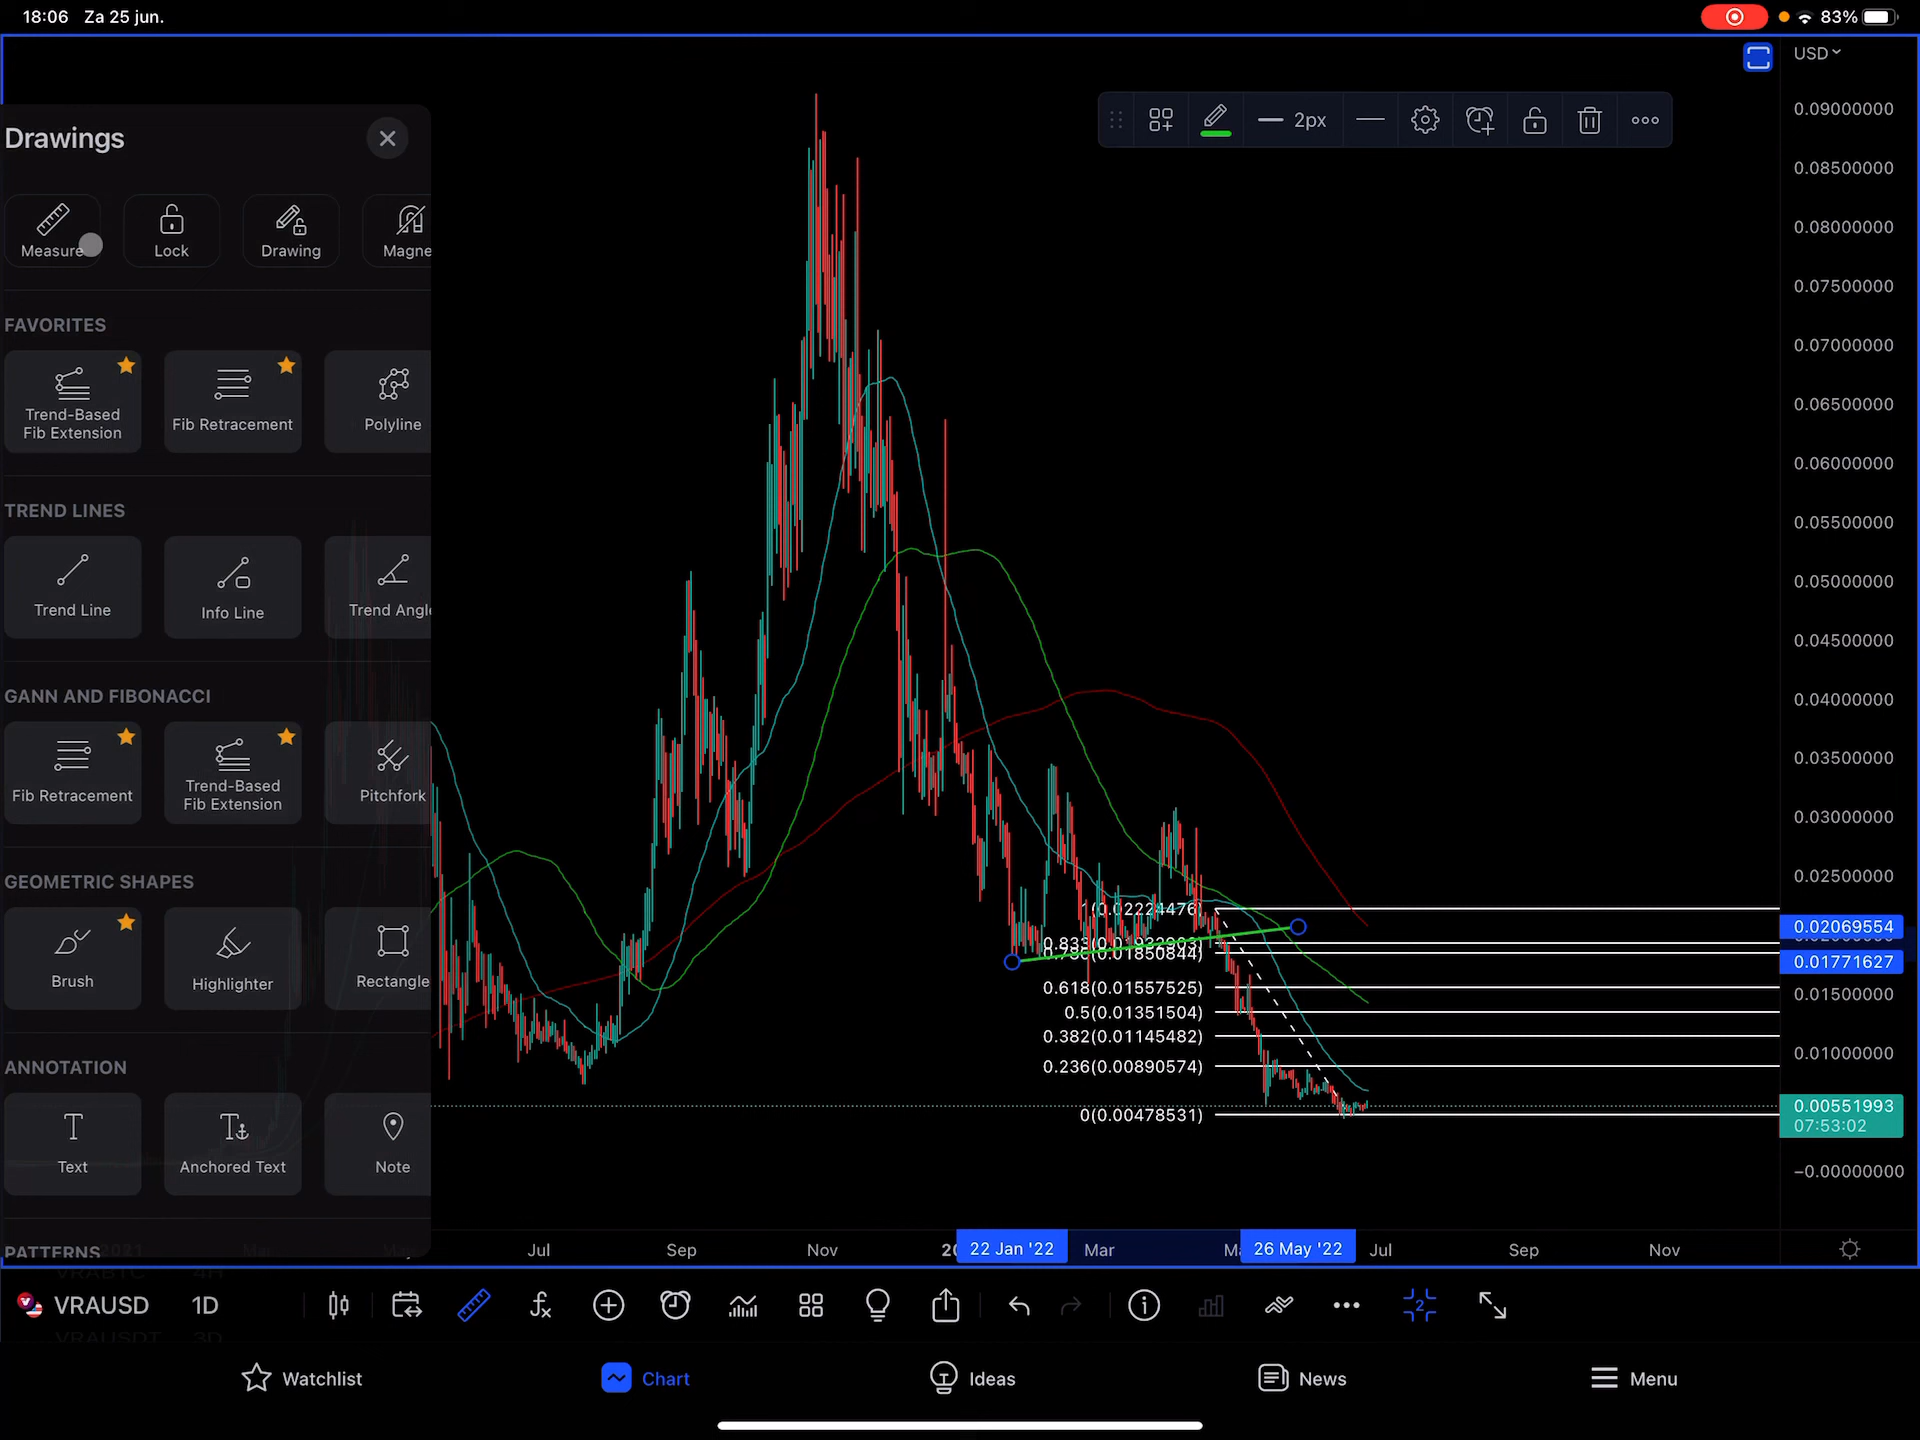 18:06 Za 25 jun.
83%
USD
Drawings
Measure
Lock
Drawing
Magne
2px
FAVORITES
Trend-Based
Fib Extension
Fib Retracement
Polyline
TREND LINES
Trend Line
Info Line
Trend Angle
GANN AND FIBONACCI
Fib Retracement
Trend-Based
Fib Extension
Pitchfork
GEOMETRIC SHAPES
Brush
Highlighter
Rectangle
ANNOTATION
Text
Anchored Text
Note
PATTERNS
0.09000000
0.08500000
0.08000000
0.07500000
0.07000000
0.06500000
0.06000000
0.05500000
0.05000000
0.04500000
0.04000000
0.03500000
0.03000000
0.02500000
0.02069554
0.01771627
0.01500000
0.01000000
0.00551993
07:53:02
−0.00000000
1(0.02224476)
0.618(0.01557525)
0.5(0.01351504)
0.382(0.01145482)
0.236(0.00890574)
0(0.00478531)
Jul
Sep
Nov
22 Jan '22
Mar
26 May '22
Jul
Sep
Nov
VRAUSD
1D
2
Watchlist
Chart
Ideas
News
Menu